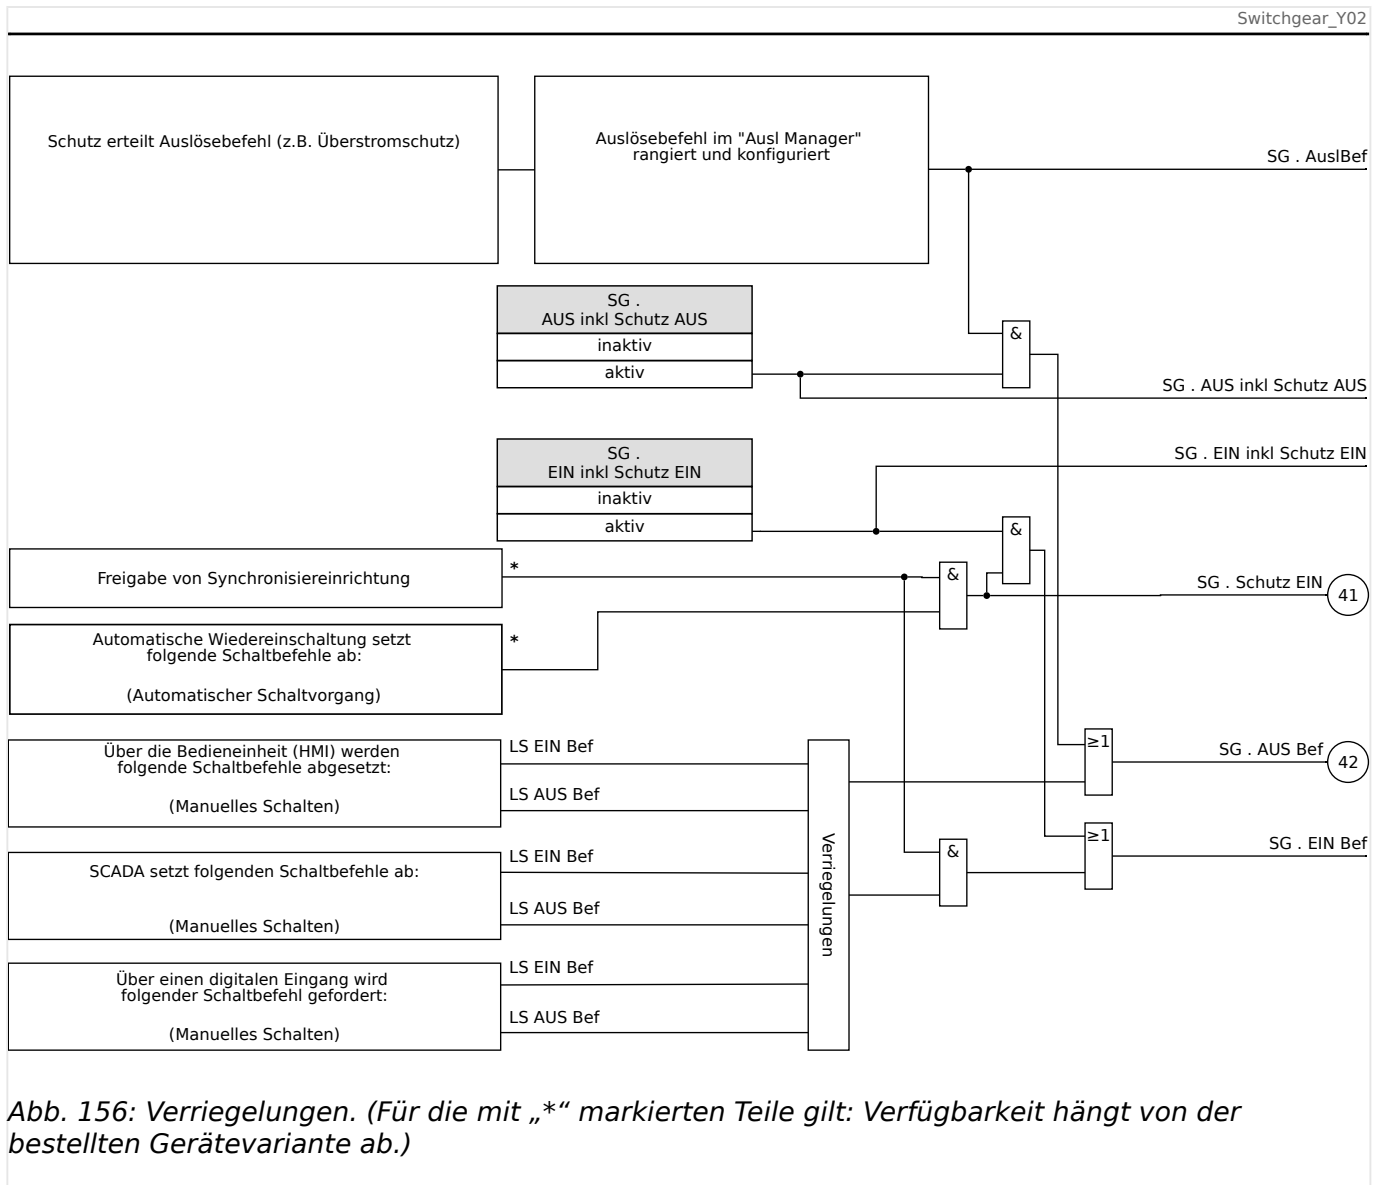 Switchgear_Y02
Schutz erteilt Auslösebefehl (z.B. Überstromschutz)
Auslösebefehl im "Ausl Manager"
rangiert und konfiguriert
SG . AuslBef
SG .
AUS inkl Schutz AUS
inaktiv
aktiv
&
SG . AUS inkl Schutz AUS
SG .
EIN inkl Schutz EIN
inaktiv
aktiv
SG . EIN inkl Schutz EIN
&
Freigabe von Synchronisiereinrichtung
*
&
SG . Schutz EIN
41
Automatische Wiedereinschaltung setzt
folgende Schaltbefehle ab:
(Automatischer Schaltvorgang)
*
Über die Bedieneinheit (HMI) werden
folgende Schaltbefehle abgesetzt:
(Manuelles Schalten)
LS EIN Bef
LS AUS Bef
≥1
SG . AUS Bef
42
SCADA setzt folgenden Schaltbefehle ab:
(Manuelles Schalten)
LS EIN Bef
LS AUS Bef
Verriegelungen
&
≥1
SG . EIN Bef
Über einen digitalen Eingang wird
folgender Schaltbefehl gefordert:
(Manuelles Schalten)
LS EIN Bef
LS AUS Bef
Abb. 156: Verriegelungen. (Für die mit „*“ markierten Teile gilt: Verfügbarkeit hängt von der
bestellten Gerätevariante ab.)